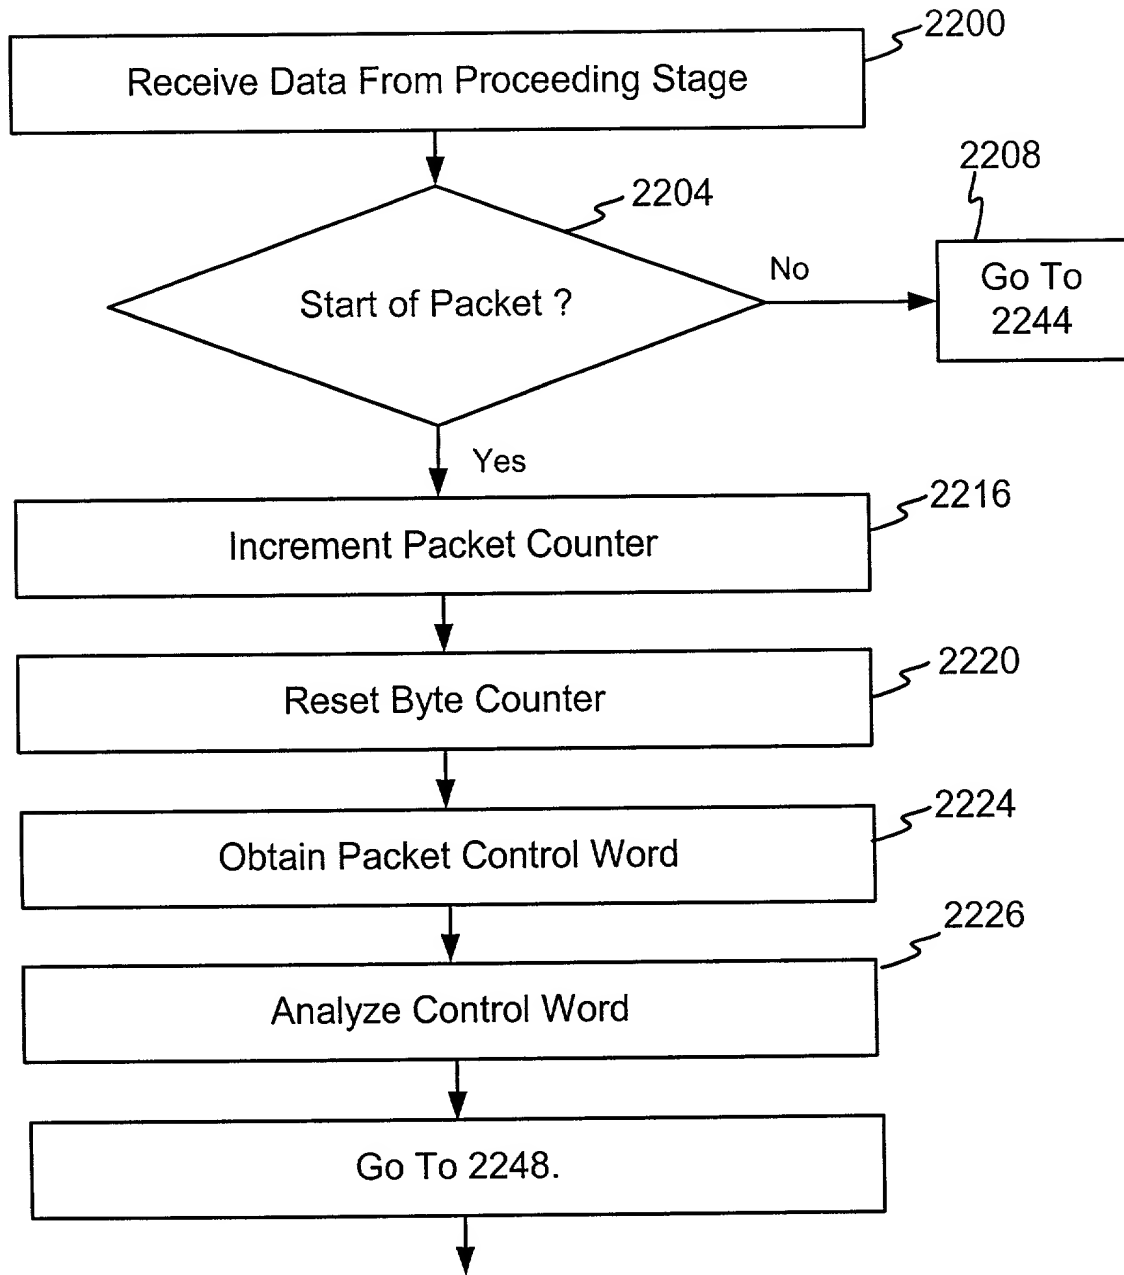 2200
Receive Data From Proceeding Stage
2208
2204
No
Go To
2244
Start of Packet ?
Yes
2216
Increment Packet Counter
2220
Reset Byte Counter
2224
Obtain Packet Control Word
2226
Analyze Control Word
Go To 2248.